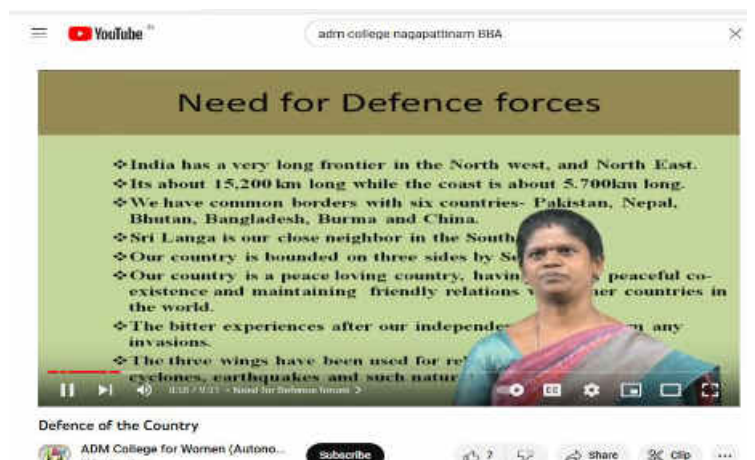 YouTube IN
adm college nagapattinam BBA
Need for Defence forces
❖India has a very long frontier in the North west, and North East.
❖Its about 15,200 km long while the coast is about 5.700km long.
❖We have common borders with six countries- Pakistan, Nepal,
Bhutan, Bangladesh, Burma and China.
❖Sri Langa is our close neighbor in the South
❖Our country is bounded on three sides by
❖Our country is a peace loving country, peaceful co-
existence and maintaining friendly relations countries in
the world.
❖The bitter experiences after our any
invasions.
❖The three wings have been used for
cyclones, earthquakes and such
Need for Defence forces >
CC
Defence of the Country
ADM College for Women (Autono...
Subscribe
7
Share
Clip
...